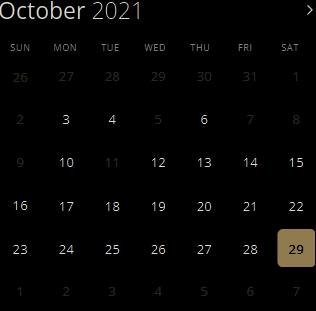 October 2021
SUN MON TUE WED THU FRI SAT
26 27 28 29 30 31 1
2 3 4 5 6 7 8
9 10 11 12 13 14 15
16 17 18 19 20 21 22
23 24 25 26 27 28 29
1 2 3 4 5 6 7